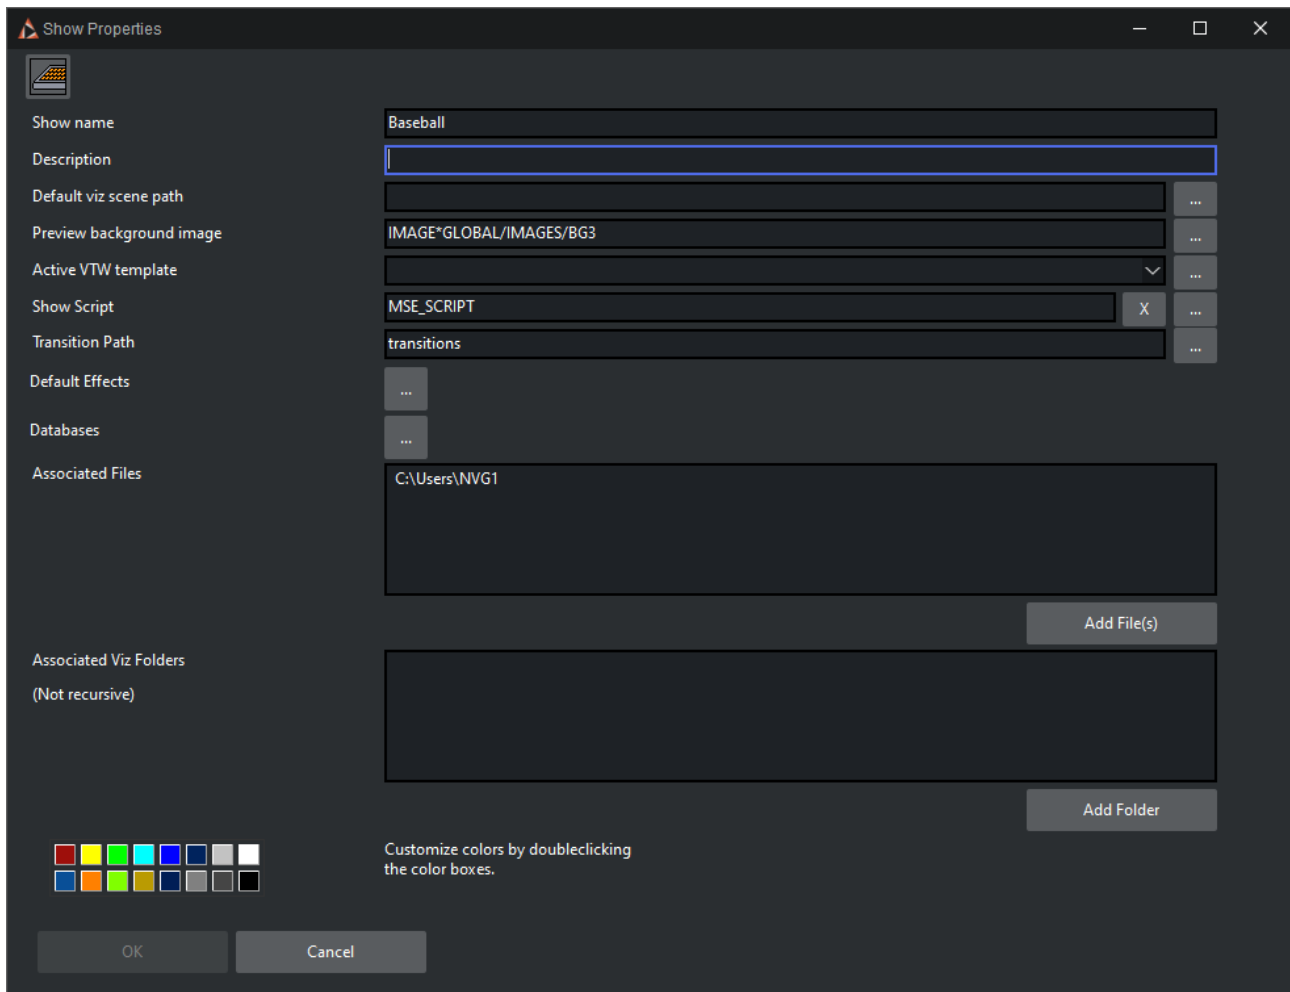 Show Properties
Show name Baseball
Description
Default viz scene path ...
Preview background image IMAGE*GLOBAL/IMAGES/BG3 ...
Active VTW template ...
Show Script MSE_SCRIPT X ...
Transition Path transitions ...
Default Effects ...
Databases ...
Associated Files C:\Users\NVG1
Add File(s)
Associated Viz Folders
(Not recursive)
Add Folder
Customize colors by doubleclicking
the color boxes.
OK Cancel